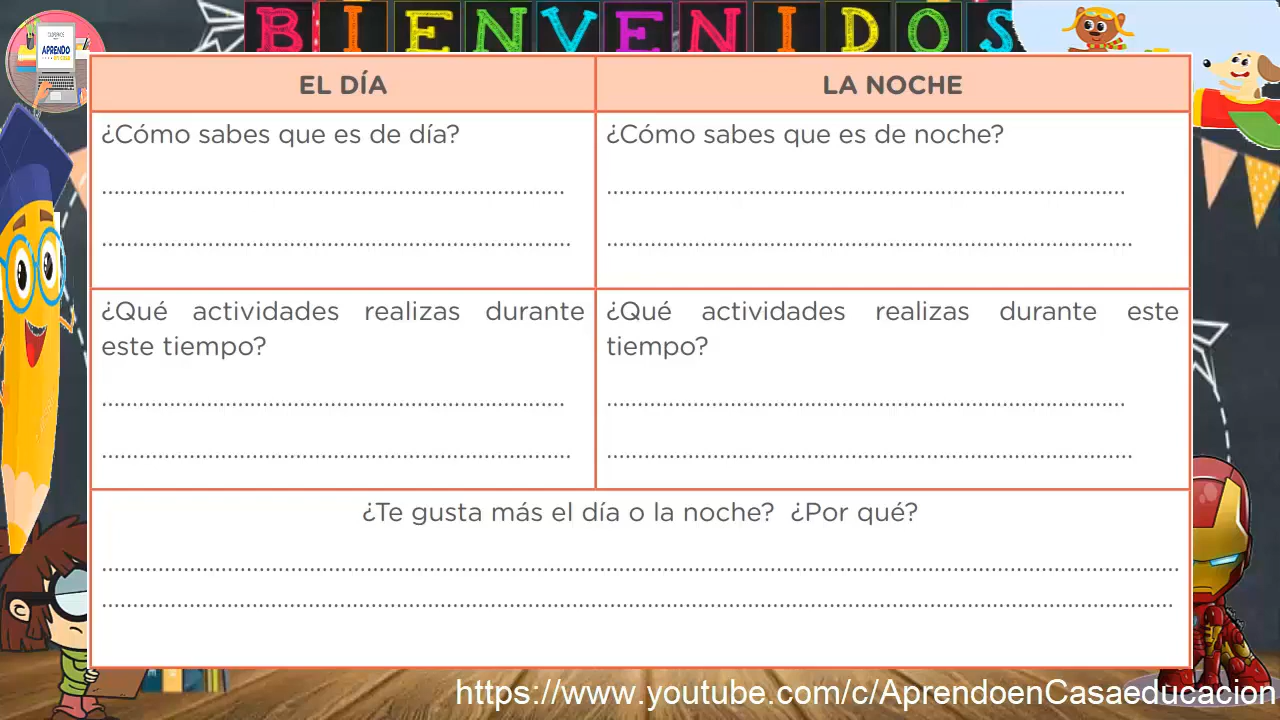 BIENVENIDOS
APRENDO
EL DÍA
LA NOCHE
¿Cómo sabes que es de día?
¿Cómo sabes que es de noche?
¿Qué actividades realizas durante
este tiempo?
¿Qué actividades realizas durante este
tiempo?
¿Te gusta más el día o la noche? ¿Por qué?
https://www.youtube.com/c/AprendoenCasaeducacion